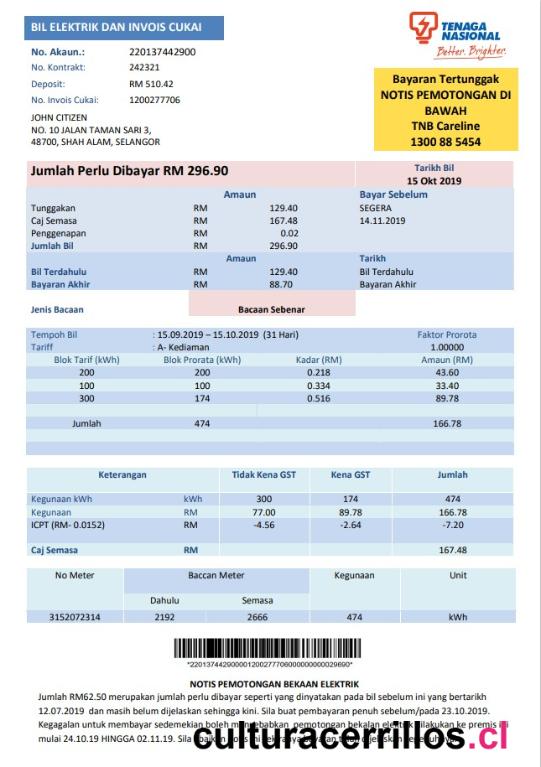 BIL ELEKTRIK DAN INVOIS CUKAI
TENAGA
NASIONAL
Better. Brighter.
No. Akaun.: 220137442900
No. Kontrak: 242321
Deposit: RM 510.42
No. Invois Cukai: 1200277706
JOHN CITIZEN
NO. 10 JALAN TAMAN SARI 3,
48700, SHAH ALAM, SELANGOR
Bayaran Tertunggak
NOTIS PEMOTONGAN DI
BAWAH
TNB Careline
1300 88 5454
Jumlah Perlu Dibayar RM 296.90
Tarikh Bil
15 Okt 2019
Amaun Bayar Sebelum
Tunggakan RM 129.40 SEGERA
Caj Semasa RM 167.48 14.11.2019
Penggenapan RM 0.02
Jumlah Bil RM 296.90
Amaun Tarikh
Bil Terdahulu RM 129.40 Bil Terdahulu
Bayaran Akhir RM 88.70 Bayaran Akhir
Jenis Bacaan Bacaan Sebenar
Tempoh Bil : 15.09.2019 – 15.10.2019 (31 Hari) Faktor Prorota
Tariff : A- Kediaman 1.00000
Blok Tarif (kWh) Blok Prorata (kWh) Kadar (RM) Amaun (RM)
200 200 0.218 43.60
100 100 0.334 33.40
300 174 0.516 89.78
Jumlah 474 166.78
Keterangan Tidak Kena GST Kena GST Jumlah
Kegunaan kWh kWh 300 174 474
Kegunaan RM 77.00 89.78 166.78
ICPT (RM- 0.0152) RM -4.56 -2.64 -7.20
Caj Semasa RM 167.48
No Meter Baccan Meter Kegunaan Unit
Dahulu Semasa
3152072314 2192 2666 474 kWh
NOTIS PEMOTONGAN BEKAAN ELEKTRIK
Jumlah RM62.50 merupakan jumlah perlu dibayar seperti yang dinyatakan pada bil sebelum ini yang bertarikh
12.07.2019 dan masih belum dijelaskan sehingga kini. Sila buat pembayaran penuh sebelum/pada 23.10.2019.
Kegagalan untuk membayar sedemekian boleh menyebabkan pemotongan bekalan elektrik dilakukan ke premis
mulai 24.10.19 HINGGA 02.11.19. Sila
culturacerrillos.cl